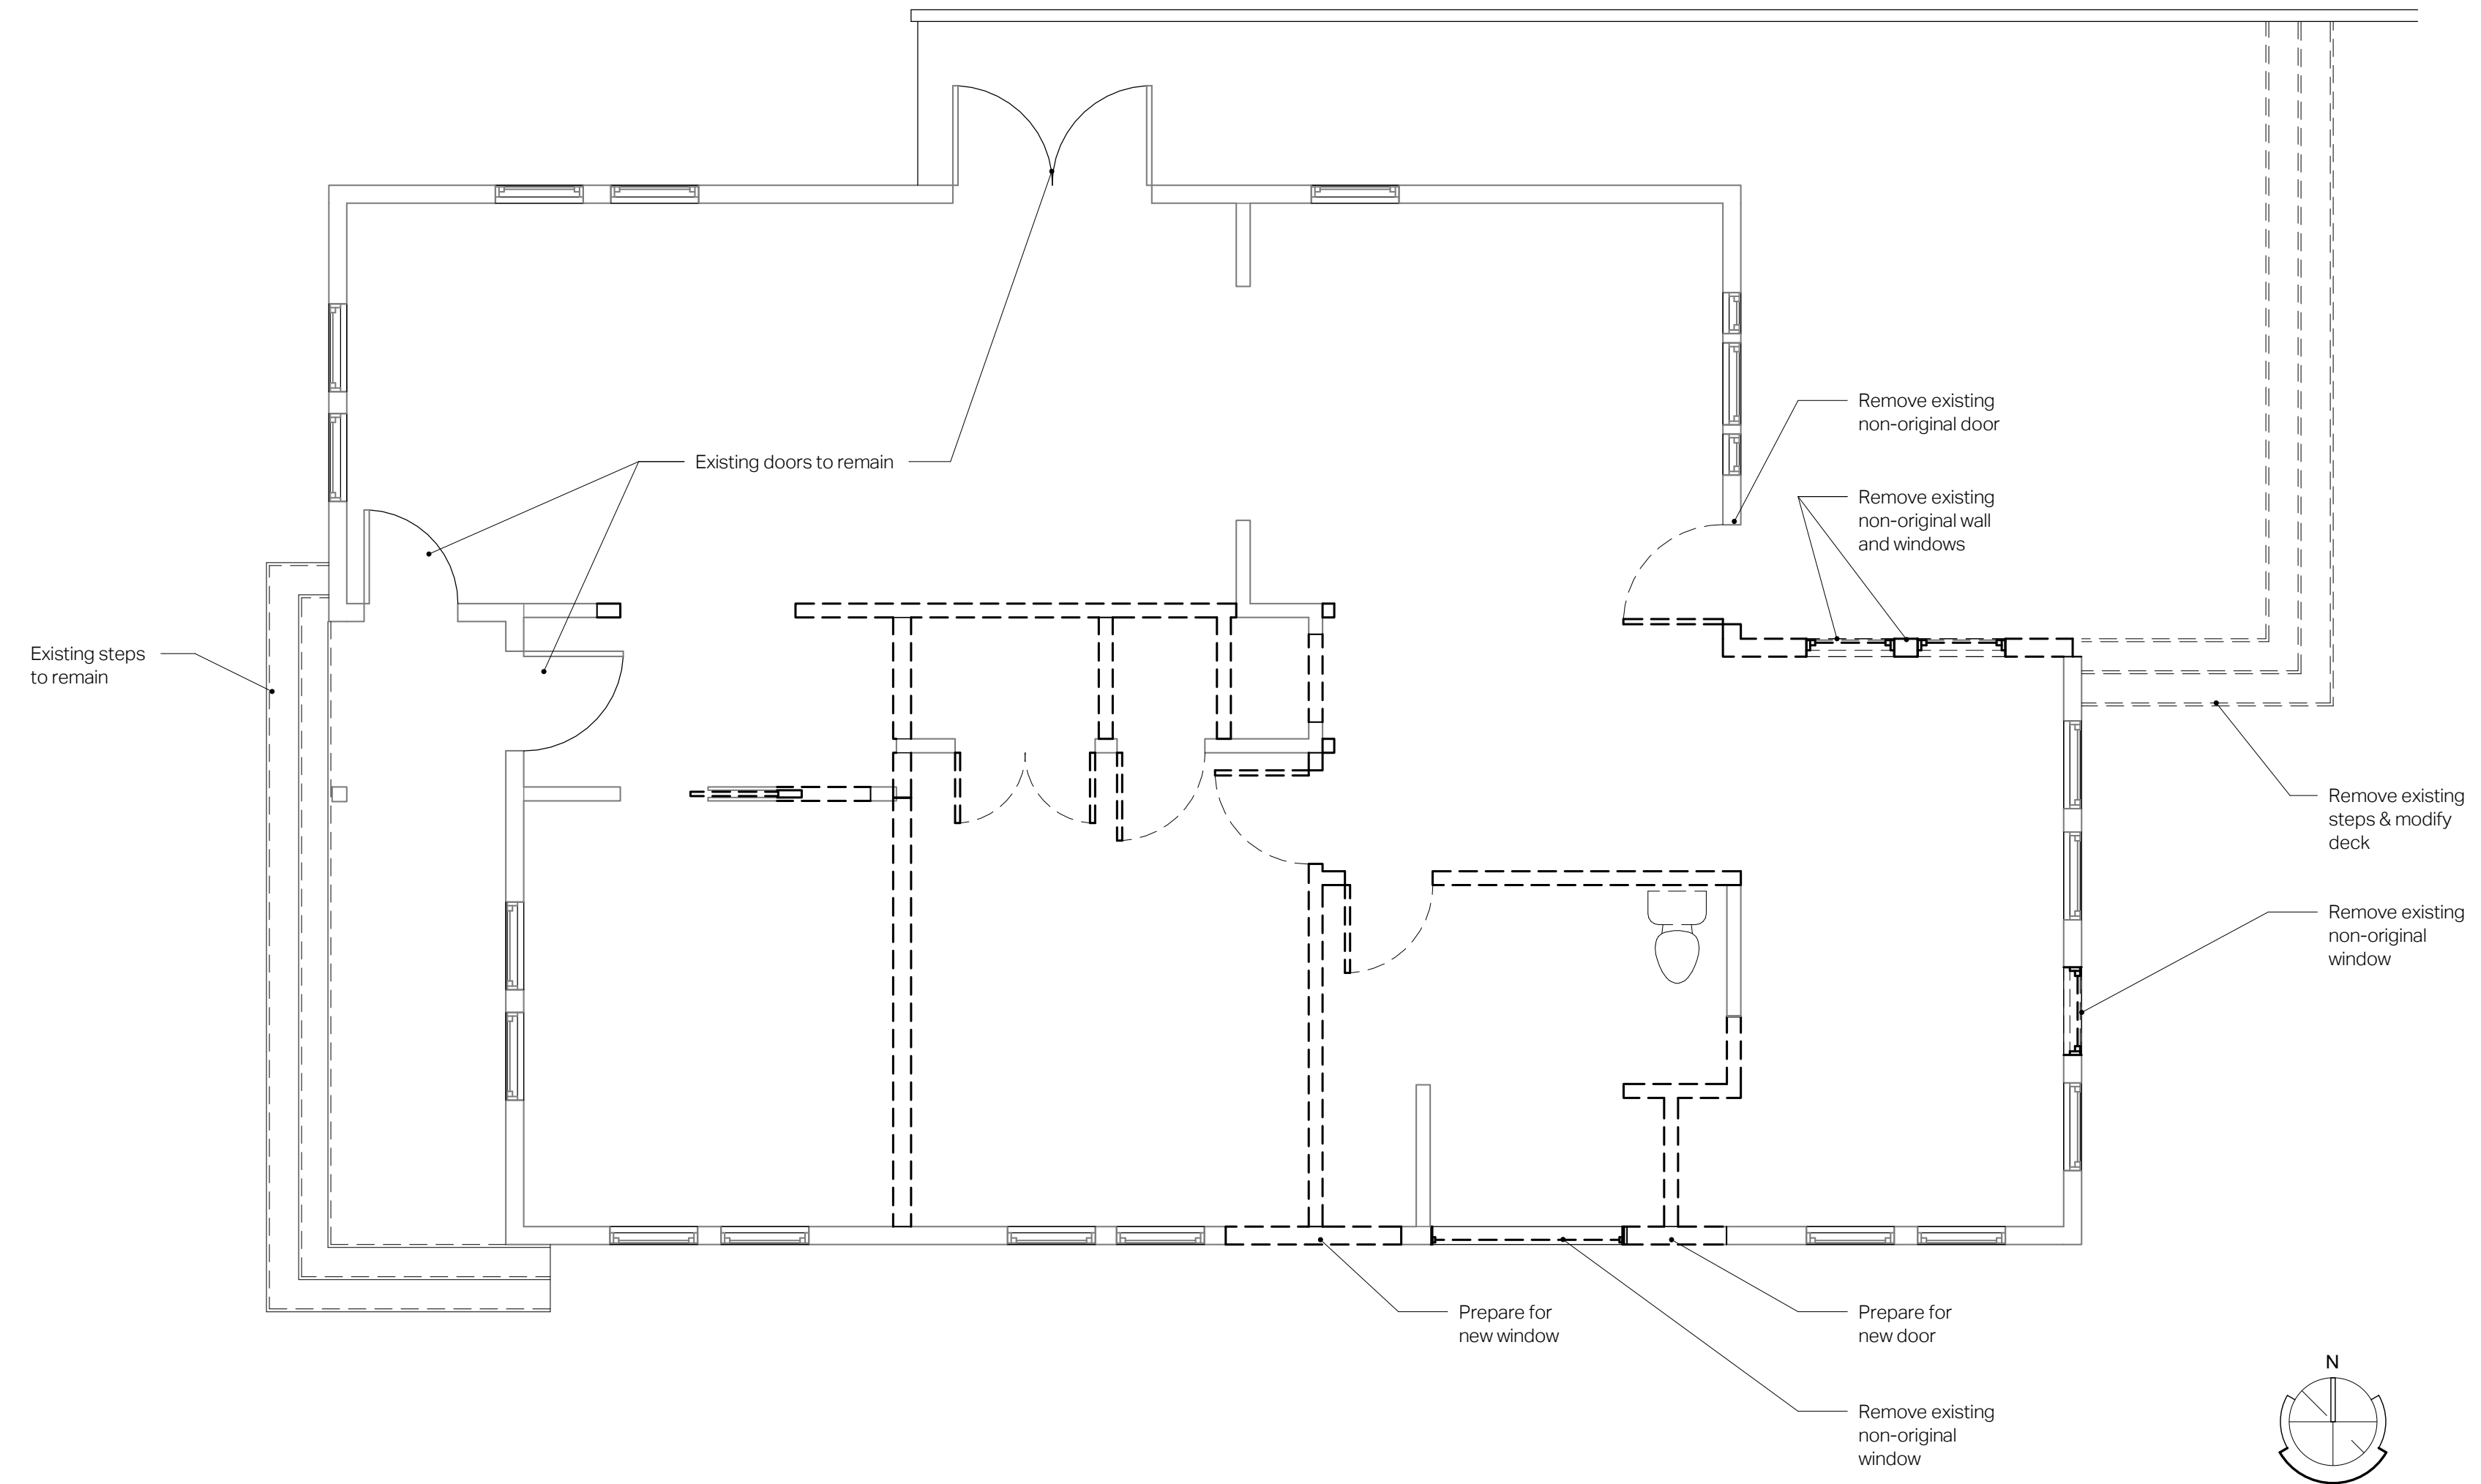 Remove existing
non-original door
Existing doors to remain
Remove existing
non-original wall
and windows
Existing steps
to remain
Remove existing
steps & modify
deck
Remove existing
non-original
window
Prepare for
new window
Prepare for
new door
N
Remove existing
non-original
window